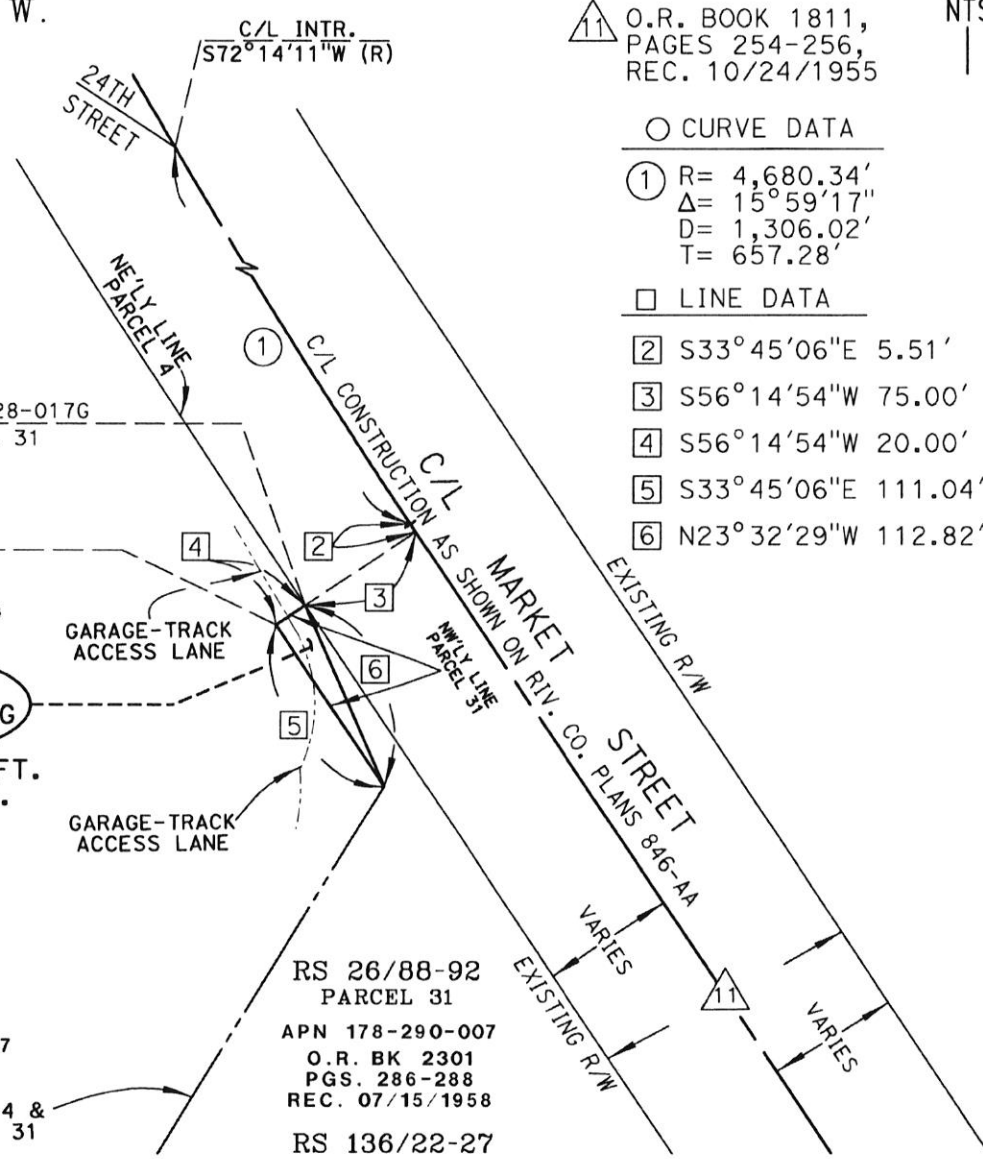 W.
C/L INTR.
S72°14'11"W (R)
11
O.R. BOOK 1811,
PAGES 254-256,
REC. 10/24/1955
NTS
24TH
STREET
○ CURVE DATA
1
R= 4,680.34'
Δ= 15°59'17"
D= 1,306.02'
T= 657.28'
□ LINE DATA
2 S33°45'06"E 5.51'
3 S56°14'54"W 75.00'
4 S56°14'54"W 20.00'
5 S33°45'06"E 111.04'
6 N23°32'29"W 112.82'
NE'LY LINE
PARCEL 4
1
28-017G
31
C/L CONSTRUCTION AS SHOWN ON RIV. CO. PLANS 846-AA
C/L MARKET STREET
EXISTING R/W
4
2
3
GARAGE-TRACK
ACCESS LANE
6
NW'LY LINE
PARCEL 31
G
5
FT.
GARAGE-TRACK
ACCESS LANE
VARIES
EXISTING R/W
11
VARIES
RS 26/88-92
PARCEL 31
APN 178-290-007
O.R. BK 2301
PGS. 286-288
REC. 07/15/1958
RS 136/22-27
7
4 &
31